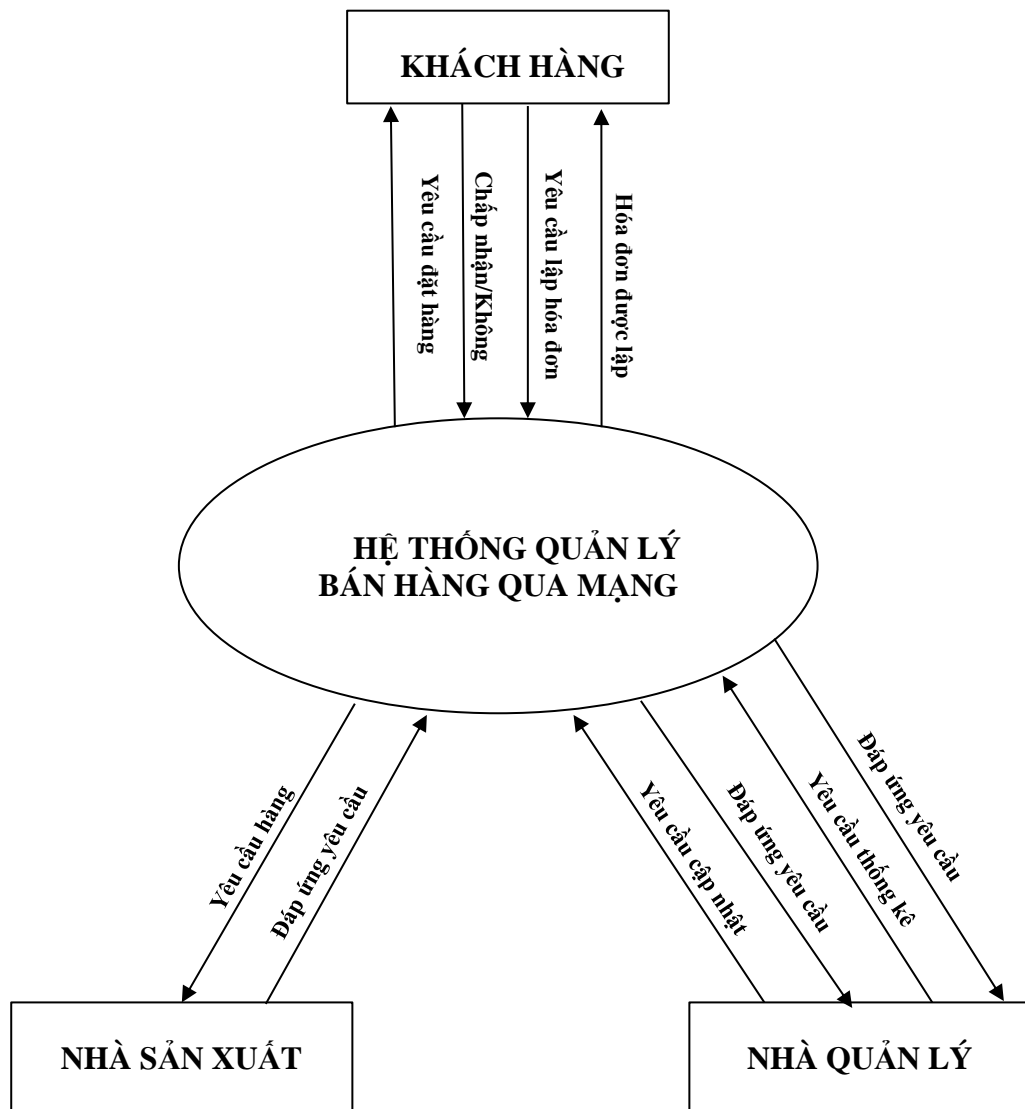 KHÁCH HÀNG
Yêu cầu đặt hàng
Chấp nhận/Không
Yêu cầu lập hóa đơn
Hóa đơn được lập
HỆ THỐNG QUẢN LÝ
BÁN HÀNG QUA MẠNG
Yêu cầu hàng
Đáp ứng yêu cầu
Yêu cầu cập nhật
Đáp ứng yêu cầu
Yêu cầu thống kê
Đáp ứng yêu cầu
NHÀ SẢN XUẤT
NHÀ QUẢN LÝ